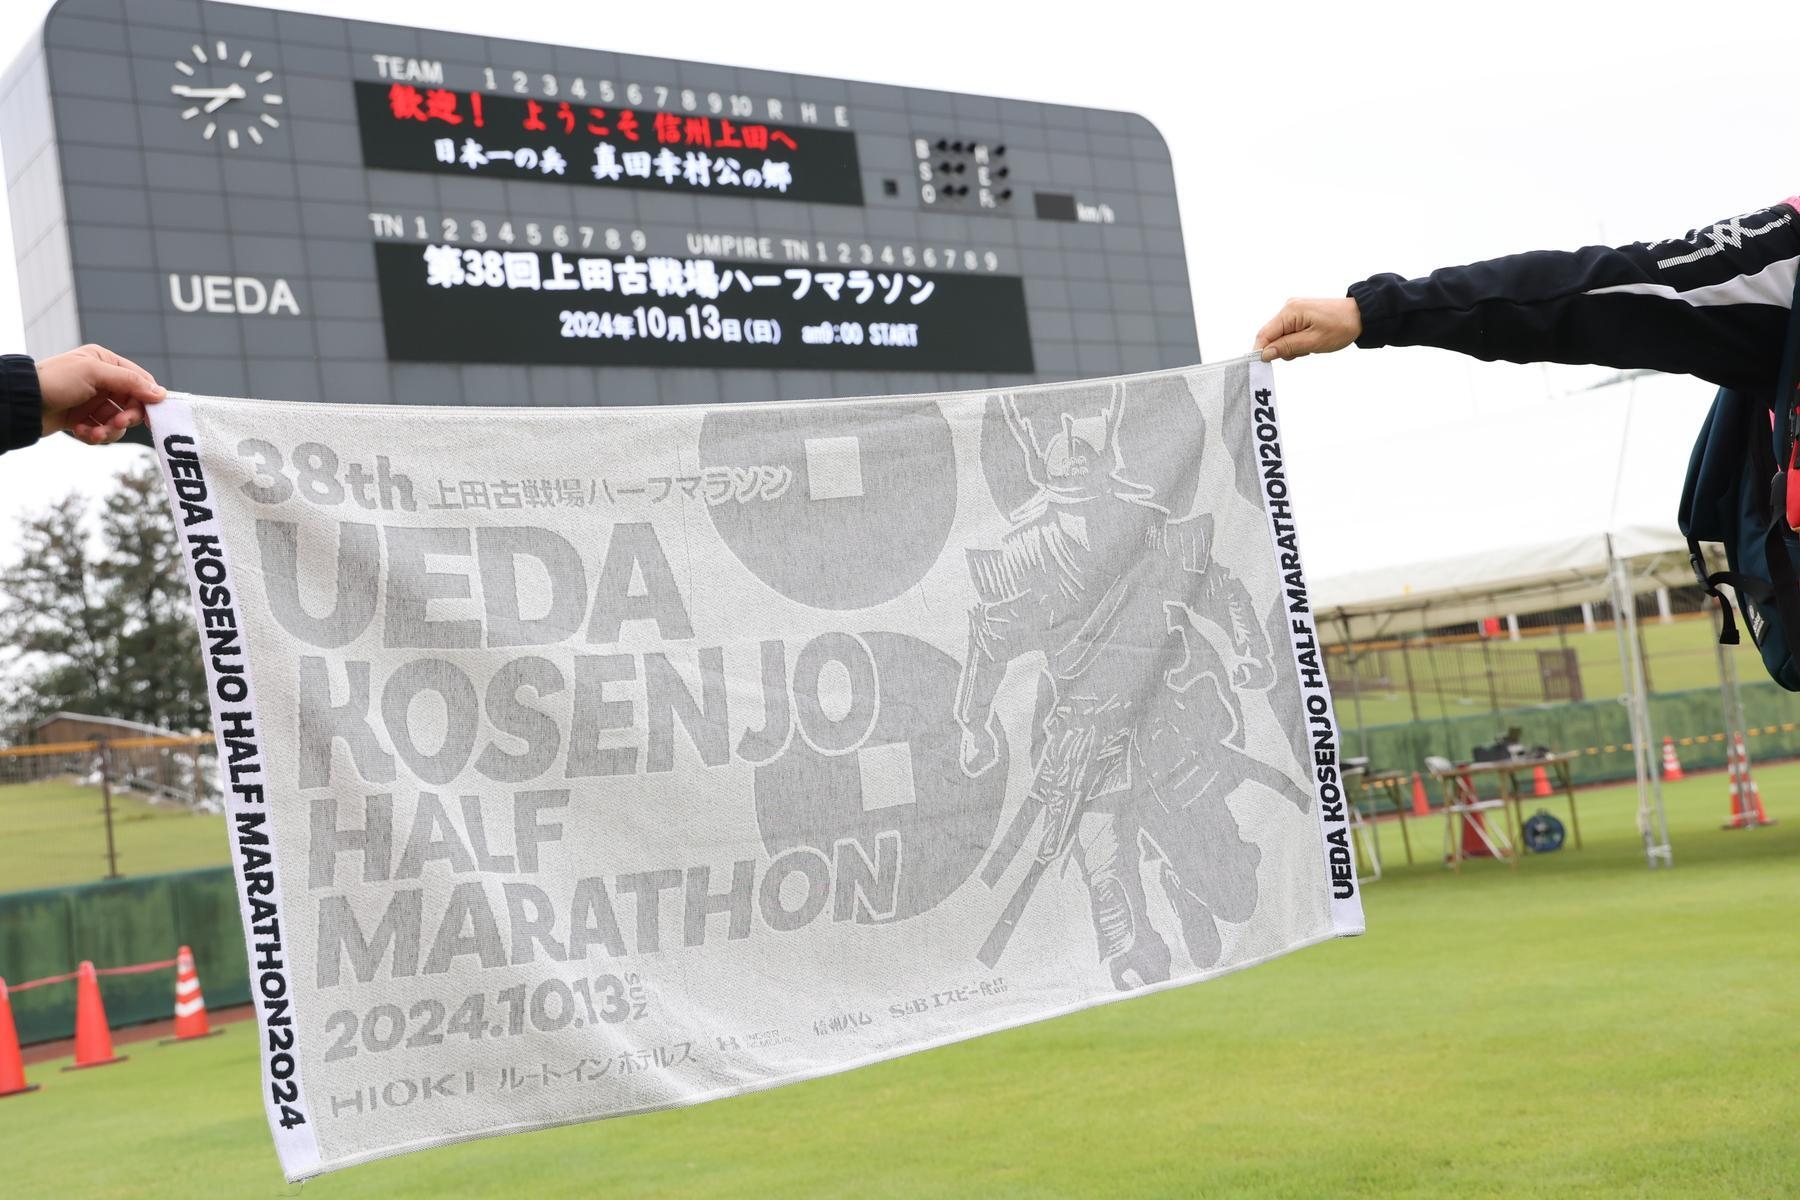 TEAM 1 2 3 4 5 6 7 8 9 10 R H E
歓迎! ようこそ 信州上田へ
日本一の兵 真田幸村公の郷
B H
S E
O
km/h
TN 1 2 3 4 5 6 7 8 9 UMPIRE TN 1 2 3 4 5 6 7 8 9
第38回上田古戦場ハーフマラソン
2024年10月13日(日) am9:00 START
UEDA
38th 上田古戦場ハーフマラソン
UEDA
KOSENJO
HALF
MARATHON
2024.10.13 SUN
HIOKI ルートインホテルズ UNDER ARMOUR 信州ハム S&B エスビー食品
UEDA KOSENJO HALF MARATHON2024
UEDA KOSENJO HALF MARATHON2024